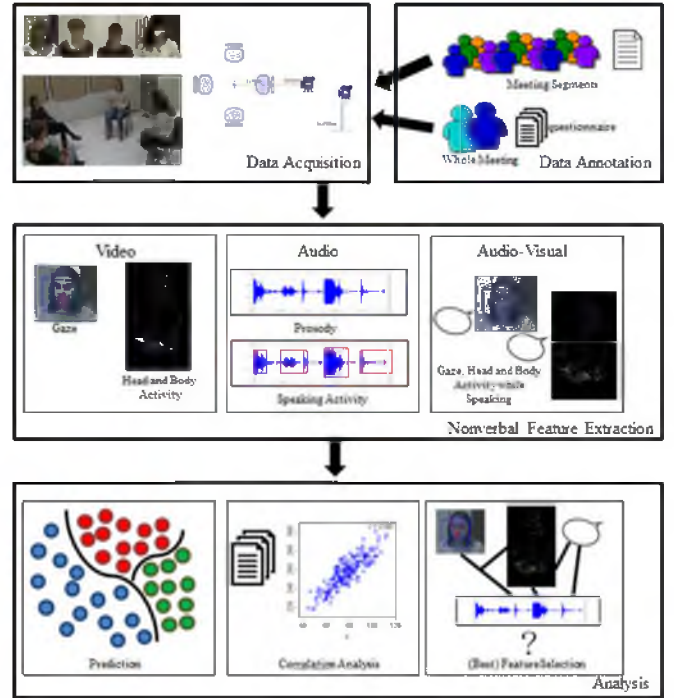 Meeting Segments
questionnaire
Whole Meeting
Data Acquisition
Data Annotation
Video
Audio
Audio-Visual
Gaze
Prosody
Head and Body
Activity
Speaking Activity
Gaze, Head and Body
Activity while
Speaking
Nonverbal Feature Extraction
?
Prediction
Correlation Analysis
(Best) Feature Selection
Analysis